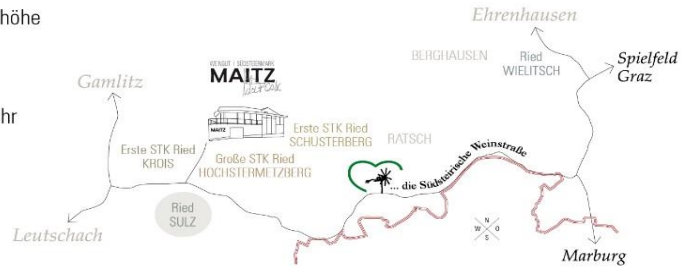 höhe
Ehrenhausen
BERGHAUSEN
Ried
WIELITSCH
Spielfeld
Graz
WEINGUT | SÜDSTEIERMARK
MAITZ
Gamlitz
hr
MAITZ
Erste STK Ried
SCHUSTERBERG
RATSCH
Erste STK Ried
KROIS
Große STK Ried
HOCHSTERMETZBERG
... die Südsteirische Weinstraße
Ried
SULZ
Leutschach
N
W O
S
Marburg